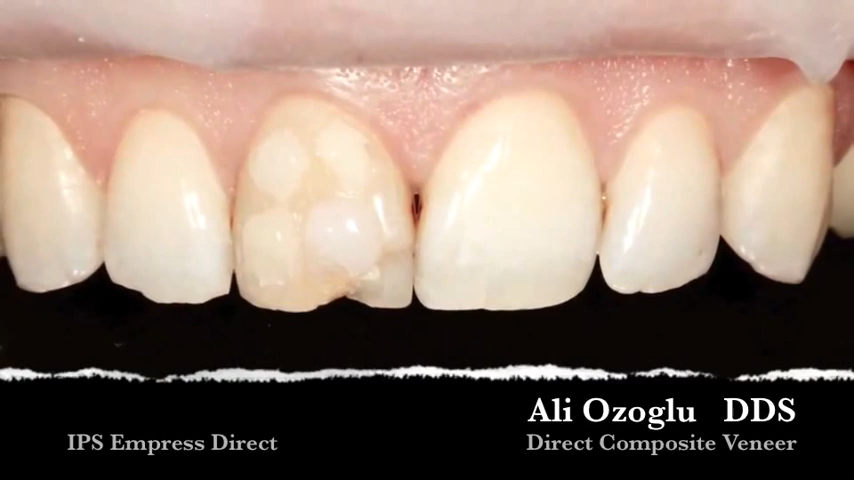 Ali Ozoglu DDS
IPS Empress Direct
Direct Composite Veneer